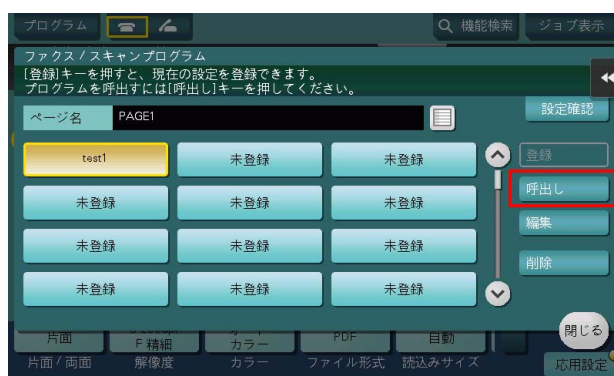 プログラム
機能検索
ジョブ表示
ファクス / スキャンプログラム
[登録]キーを押すと、現在の設定を登録できます。
プログラムを呼出すには[呼出し]キーを押してください。
ページ名 PAGE1
設定確認
test1 未登録 未登録
登録
未登録 未登録 未登録
呼出し
未登録 未登録 未登録
編集
未登録 未登録 未登録
削除
閉じる
片面 F 精細 カラー PDF 自動
片面 / 両面 解像度 カラー ファイル形式 読込みサイズ
応用設定